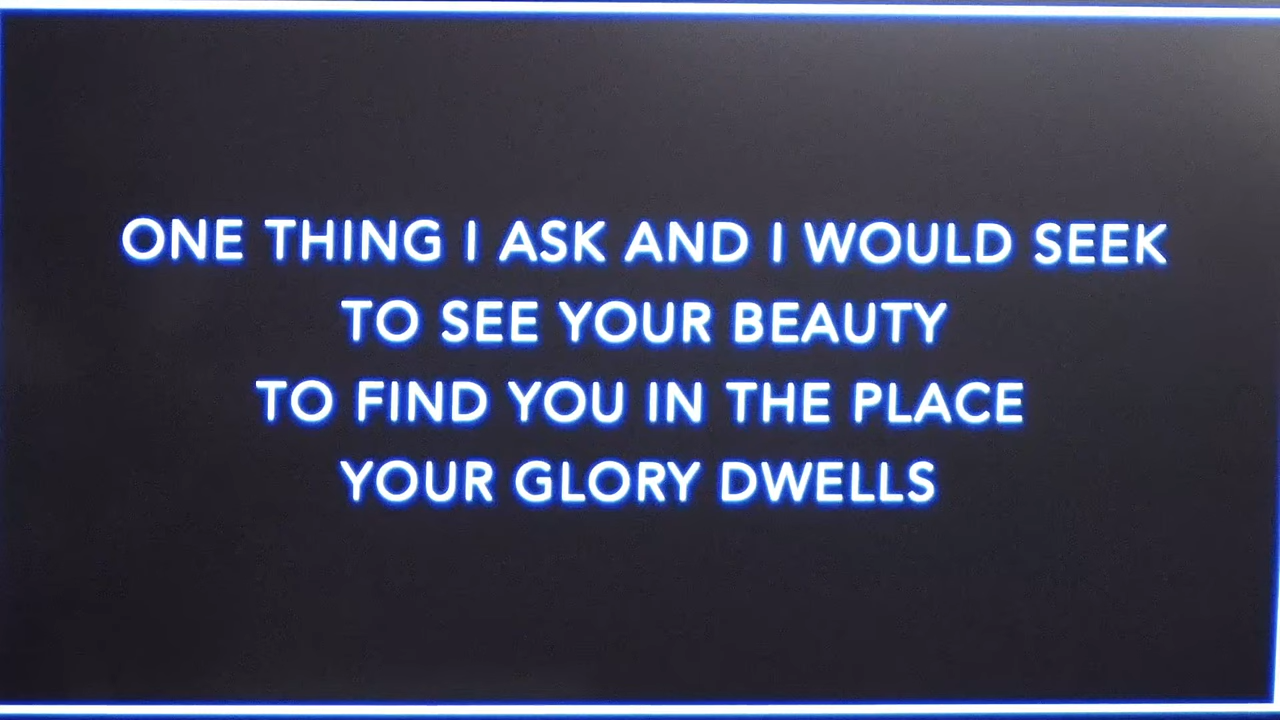 ONE THING I ASK AND I WOULD SEEK
TO SEE YOUR BEAUTY
TO FIND YOU IN THE PLACE
YOUR GLORY DWELLS